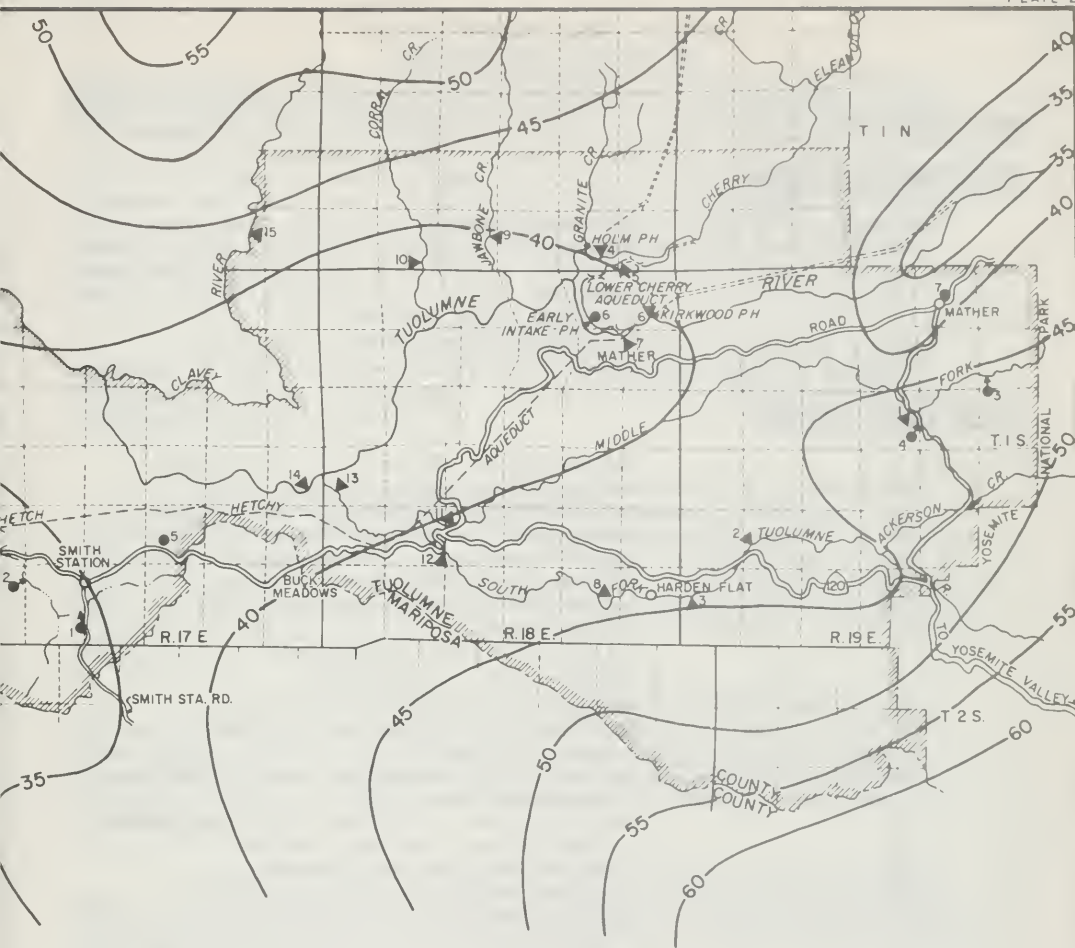 50
55
50
45
40
40
35
35
40
CR.
CR.
ELEANOR
T 1 N
CORRAL
CR.
JAWBONE
CR.
GRANITE
CR.
CHERRY
15
9
10
HOLM PH
4
5
LOWER CHERRY
AQUEDUCT
RIVER
RIVER
TUOLUMNE
EARLY
INTAKE PH
6
6
KIRKWOOD PH
7
MATHER
ROAD
7
MATHER
PARK
45
CLAVEY
FORK
3
AQUEDUCT
MIDDLE
4
T.1 S.
NATIONAL
50
14
13
HETCH
HETCHY
11
ACKERSON
CR.
YOSEMITE
5
SMITH
STATION
2
12
2
TUOLUMNE
BUCK
MEADOWS
SOUTH
8
FORK
HARDEN FLAT
3
120
1
TUOLUMNE
MARIPOSA
40
R.17 E.
R.18 E.
R.19 E.
55
TO YOSEMITE VALLEY
SMITH STA. RD.
45
50
T 2 S.
60
35
COUNTY
COUNTY
55
60